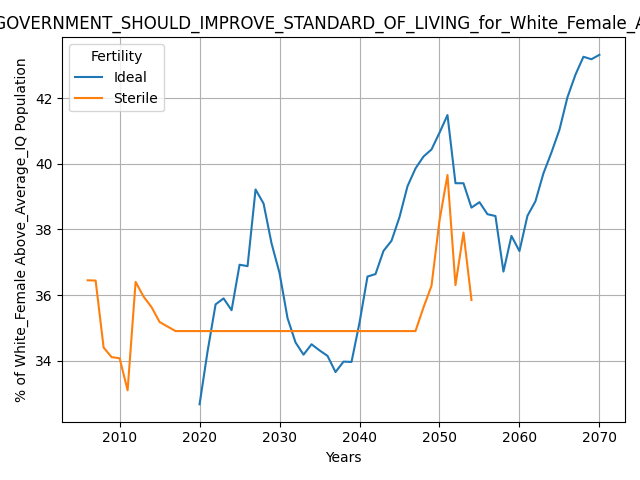 GOVERNMENT_SHOULD_IMPROVE_STANDARD_OF_LIVING_for_White_Female_A
Fertility
Ideal
Sterile
% of White_Female Above_Average_IQ Population
42
40
38
36
34
2010 2020 2030 2040 2050 2060 2070
Years